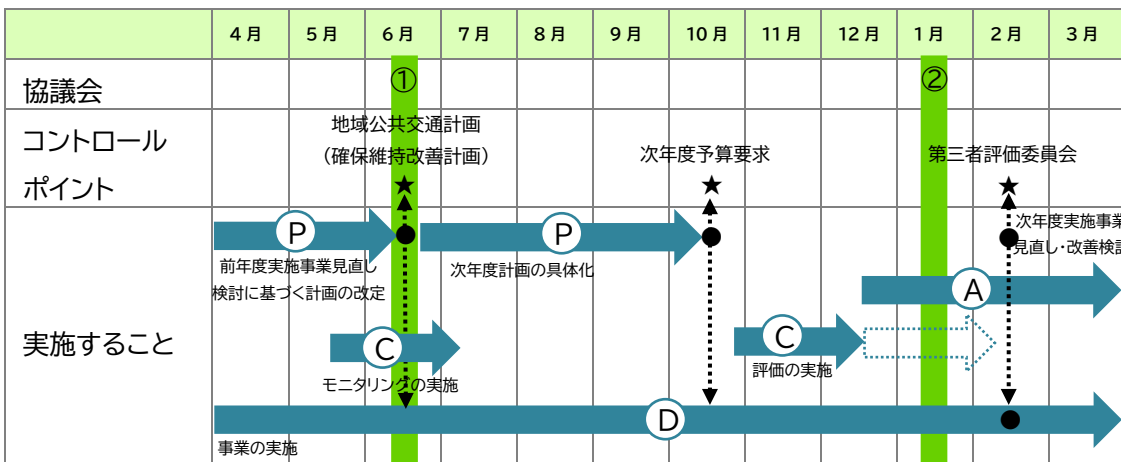 4月 5月 6月 7月 8月 9月 10月 11月 12月 1月 2月 3月
協議会
① ②
コントロール
ポイント
地域公共交通計画
(確保維持改善計画)
次年度予算要求
第三者評価委員会
★ ★ ★
実施すること
P
前年度実施事業見直し
検討に基づく計画の改定
P
次年度計画の具体化
次年度実施事業
見直し・改善検討
A
C
モニタリングの実施
C
評価の実施
D
事業の実施